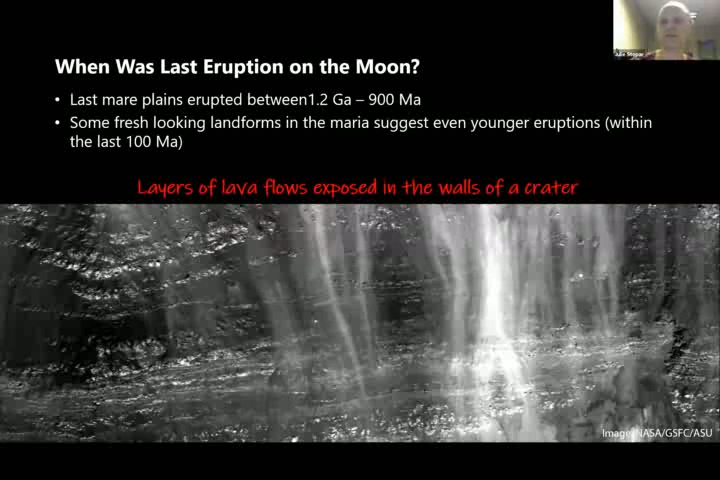 When Was Last Eruption on the Moon?
• Last mare plains erupted between1.2 Ga – 900 Ma
• Some fresh looking landforms in the maria suggest even younger eruptions (within
the last 100 Ma)
Layers of lava flows exposed in the walls of a crater
Image: NASA/GSFC/ASU